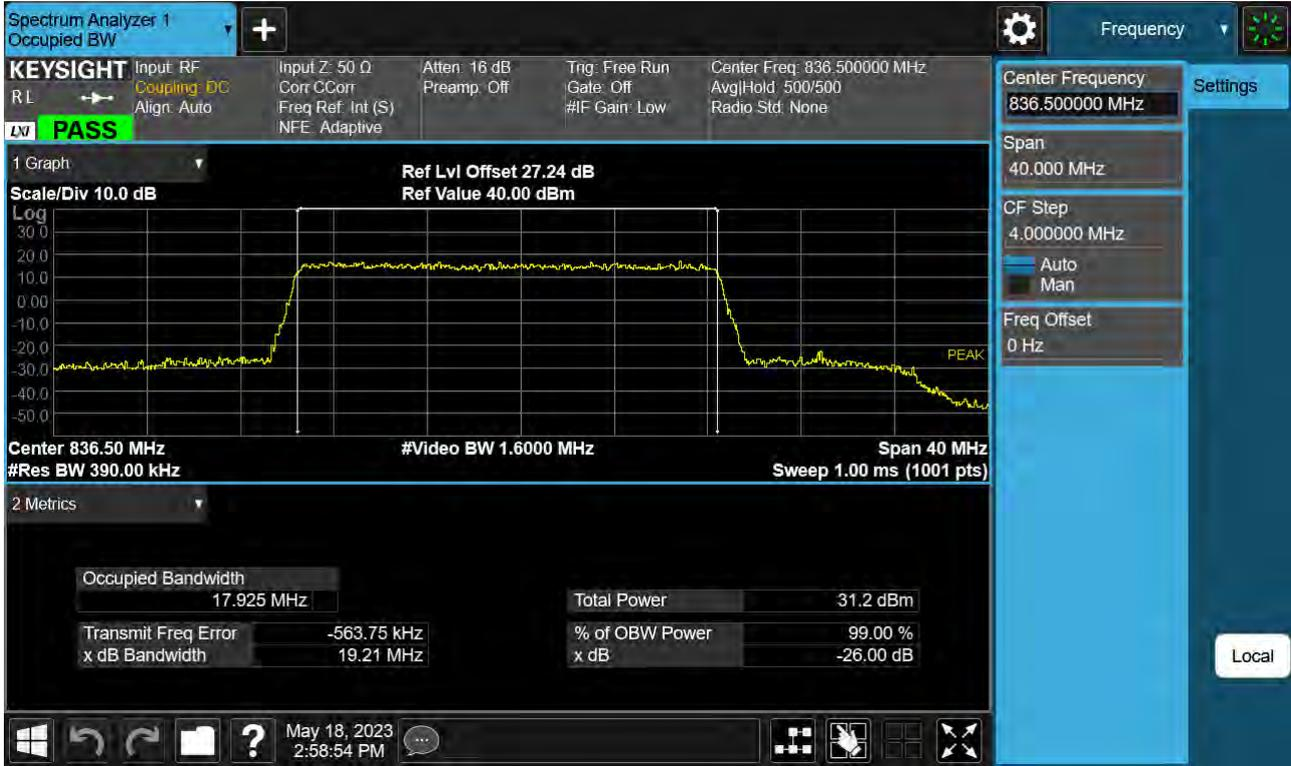 Spectrum Analyzer 1
Occupied BW
+
Frequency
KEYSIGHT
RL
LXI
PASS
Input: RF
Coupling: DC
Align: Auto
Input Z: 50 Ω
Corr CCorr
Freq Ref: Int (S)
NFE: Adaptive
Atten: 16 dB
Preamp: Off
Trig: Free Run
Gate: Off
#IF Gain: Low
Center Freq: 836.500000 MHz
Avg|Hold: 500/500
Radio Std: None
Center Frequency
836.500000 MHz
Settings
Span
40.000 MHz
CF Step
4.000000 MHz
Auto
Man
Freq Offset
0 Hz
Local
1 Graph
Scale/Div 10.0 dB
Ref Lvl Offset 27.24 dB
Ref Value 40.00 dBm
Log
30.0
20.0
10.0
0.00
-10.0
-20.0
-30.0
-40.0
-50.0
PEAK
Center 836.50 MHz
#Video BW 1.6000 MHz
Span 40 MHz
#Res BW 390.00 kHz
Sweep 1.00 ms (1001 pts)
2 Metrics
Occupied Bandwidth
17.925 MHz
Total Power 31.2 dBm
Transmit Freq Error -563.75 kHz
% of OBW Power 99.00 %
x dB Bandwidth 19.21 MHz
x dB -26.00 dB
?
May 18, 2023
2:58:54 PM